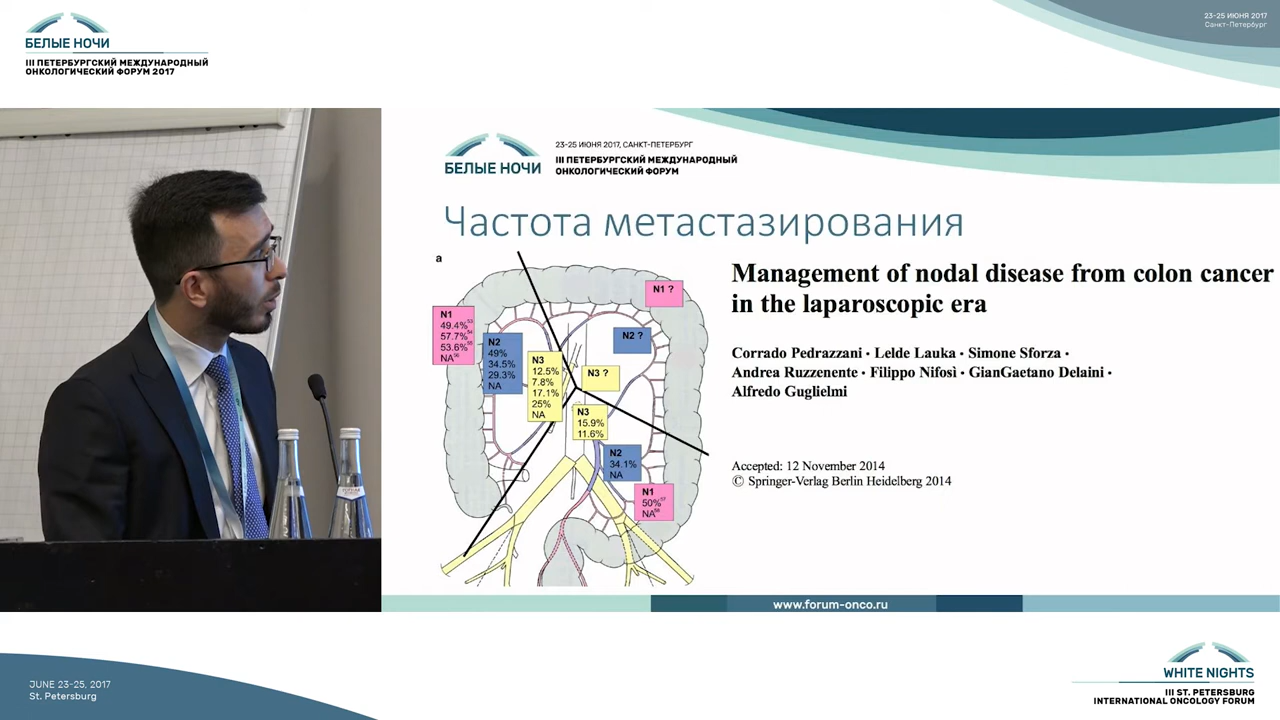 БЕЛЫЕ НОЧИ
III ПЕТЕРБУРГСКИЙ МЕЖДУНАРОДНЫЙ
ОНКОЛОГИЧЕСКИЙ ФОРУМ 2017
23-25 ИЮНЯ 2017
Санкт-Петербург
БЕЛЫЕ НОЧИ
23-25 ИЮНЯ 2017, САНКТ-ПЕТЕРБУРГ
III ПЕТЕРБУРГСКИЙ МЕЖДУНАРОДНЫЙ
ОНКОЛОГИЧЕСКИЙ ФОРУМ
Частота метастазирования
a
N1
49.4%53
57.7%54
53.6%55
NA56
N2
49%
34.5%
29.3%
NA
N3
12.5%
7.8%
17.1%
25%
NA
N1 ?
N2 ?
N3 ?
N3
15.9%
11.6%
N2
34.1%
NA
N1
50%57
NA58
Management of nodal disease from colon cancer
in the laparoscopic era
Corrado Pedrazzani · Lelde Lauka · Simone Sforza ·
Andrea Ruzzenente · Filippo Nifosì · GianGaetano Delaini ·
Alfredo Guglielmi
Accepted: 12 November 2014
© Springer-Verlag Berlin Heidelberg 2014
www.forum-onco.ru
JUNE 23-25, 2017
St. Petersburg
WHITE NIGHTS
III ST. PETERSBURG
INTERNATIONAL ONCOLOGY FORUM